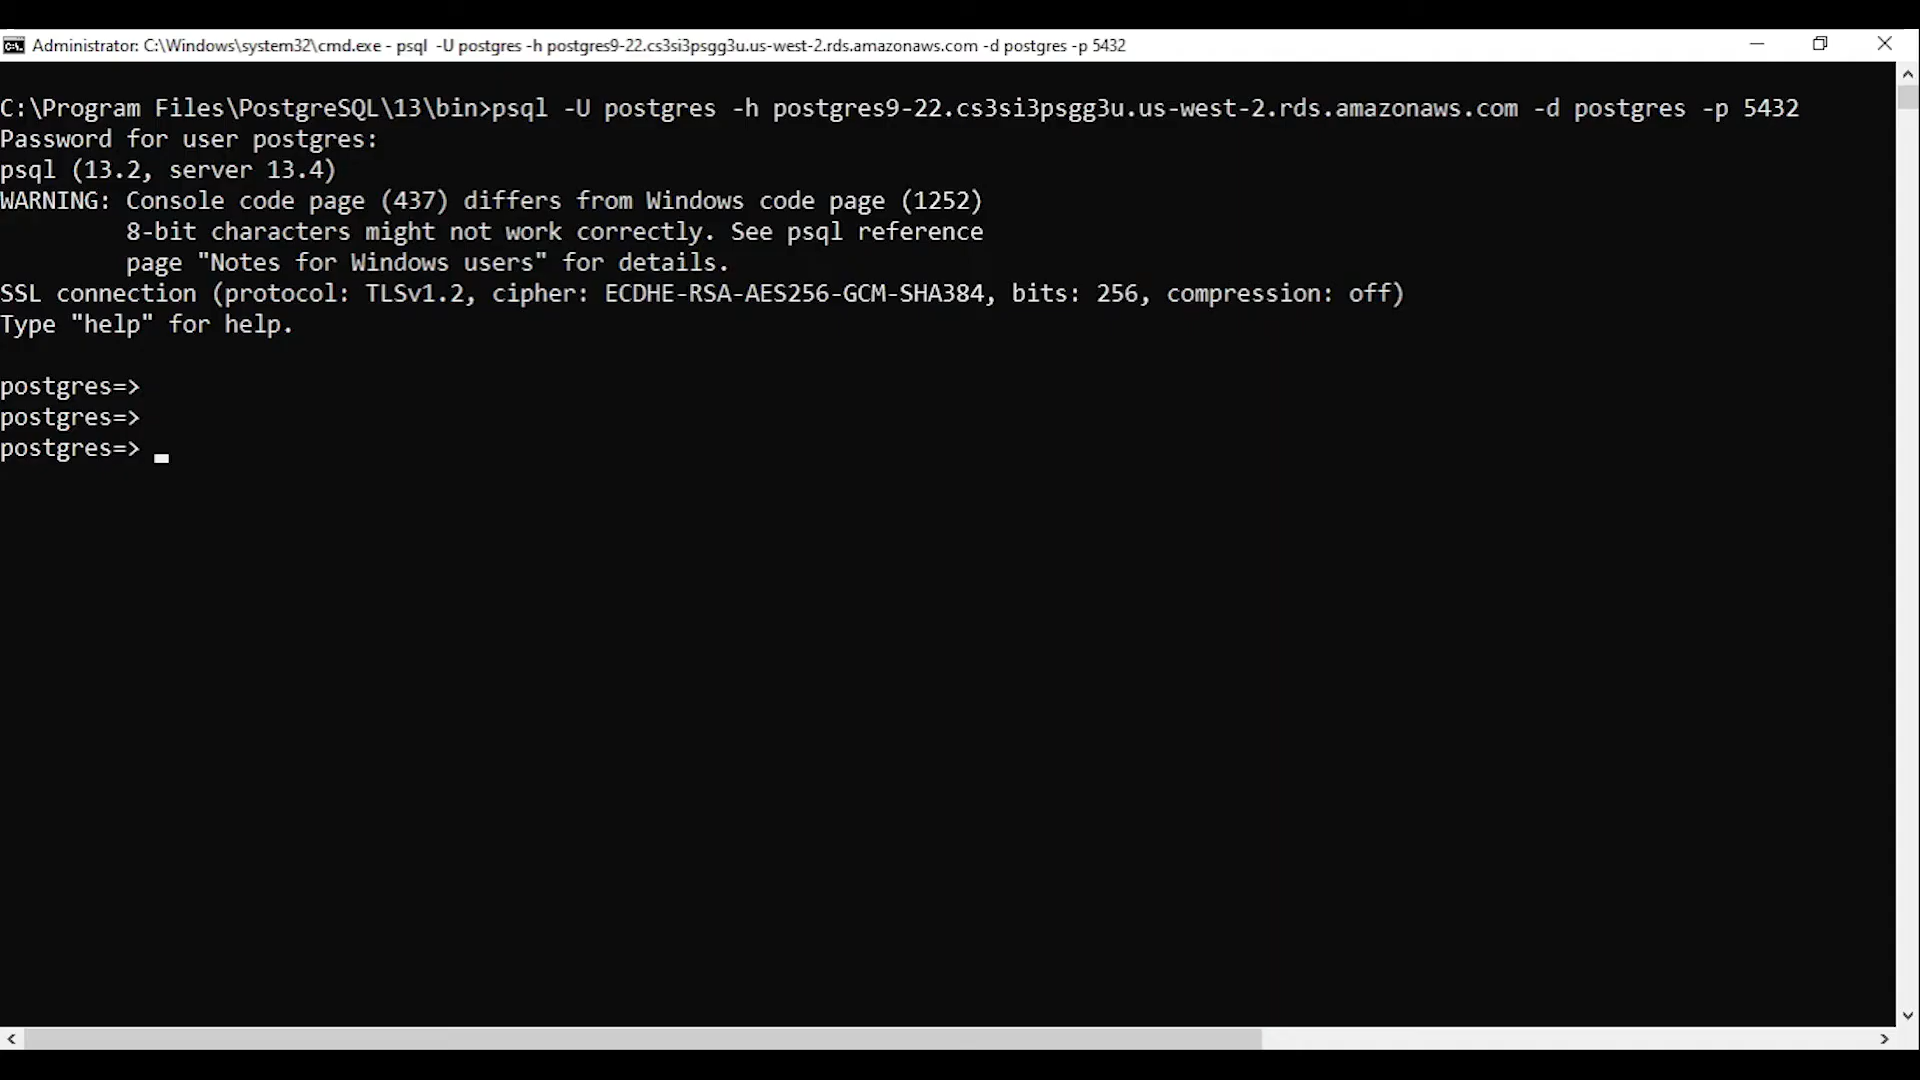 Administrator: C:\Windows\system32\cmd.exe - psql -U postgres -h postgres9-22.cs3si3psgg3u.us-west-2.rds.amazonaws.com -d postgres -p 5432
C:\Program Files\PostgreSQL\13\bin>psql -U postgres -h postgres9-22.cs3si3psgg3u.us-west-2.rds.amazonaws.com -d postgres -p 5432
Password for user postgres:
psql (13.2, server 13.4)
WARNING: Console code page (437) differs from Windows code page (1252)
8-bit characters might not work correctly. See psql reference
page "Notes for Windows users" for details.
SSL connection (protocol: TLSv1.2, cipher: ECDHE-RSA-AES256-GCM-SHA384, bits: 256, compression: off)
Type "help" for help.
postgres=>
postgres=>
postgres=>